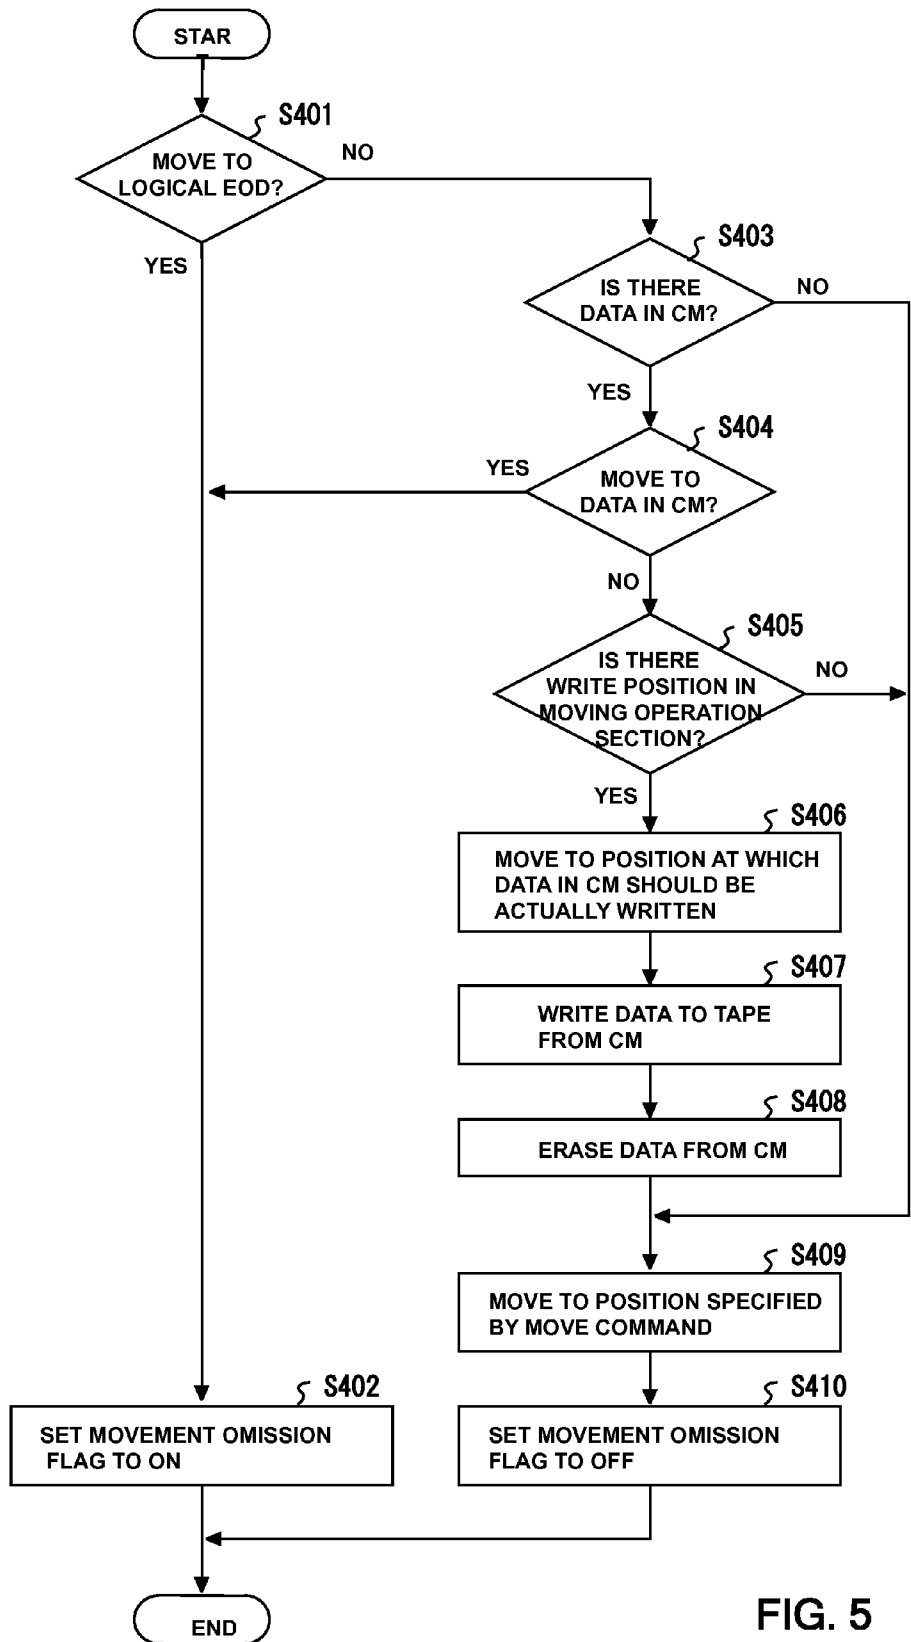 STAR
S401
MOVE TO
LOGICAL EOD?
NO
YES
S403
IS THERE
DATA IN CM?
NO
YES
S404
YES
MOVE TO
DATA IN CM?
NO
S405
IS THERE
WRITE POSITION IN
MOVING OPERATION
SECTION?
NO
YES
S406
MOVE TO POSITION AT WHICH
DATA IN CM SHOULD BE
ACTUALLY WRITTEN
S407
WRITE DATA TO TAPE
FROM CM
S408
ERASE DATA FROM CM
S409
MOVE TO POSITION SPECIFIED
BY MOVE COMMAND
S402
SET MOVEMENT OMISSION
FLAG TO ON
S410
SET MOVEMENT OMISSION
FLAG TO OFF
END
FIG. 5